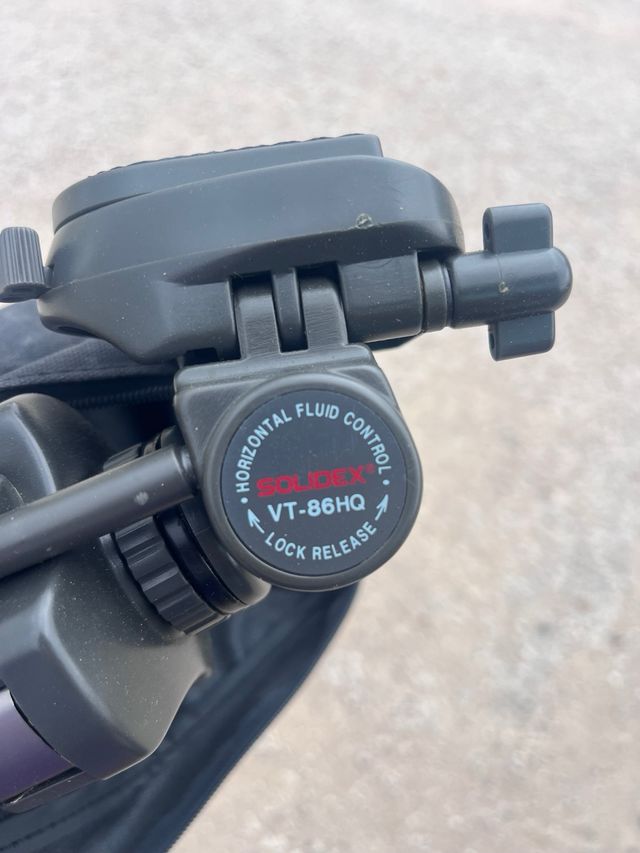 • HORIZONTAL FLUID CONTROL •
SOLIDEX®
VT-86HQ
LOCK RELEASE